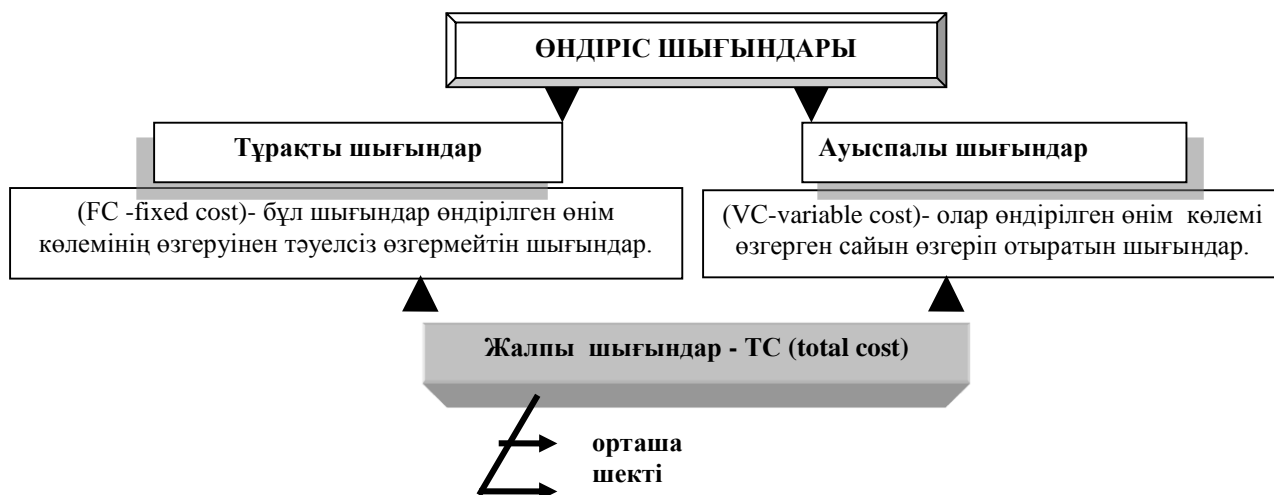 ӨНДІРІС ШЫҒЫНДАРЫ
Тұрақты шығындар
Ауыспалы шығындар
(FC -fixed cost)- бұл шығындар өндірілген өнім
көлемінің өзгеруінен тәуелсіз өзгермейтін шығындар.
(VC-variable cost)- олар өндірілген өнім көлемі
өзгерген сайын өзгеріп отыратын шығындар.
Жалпы шығындар - TC (total cost)
орташа
шекті